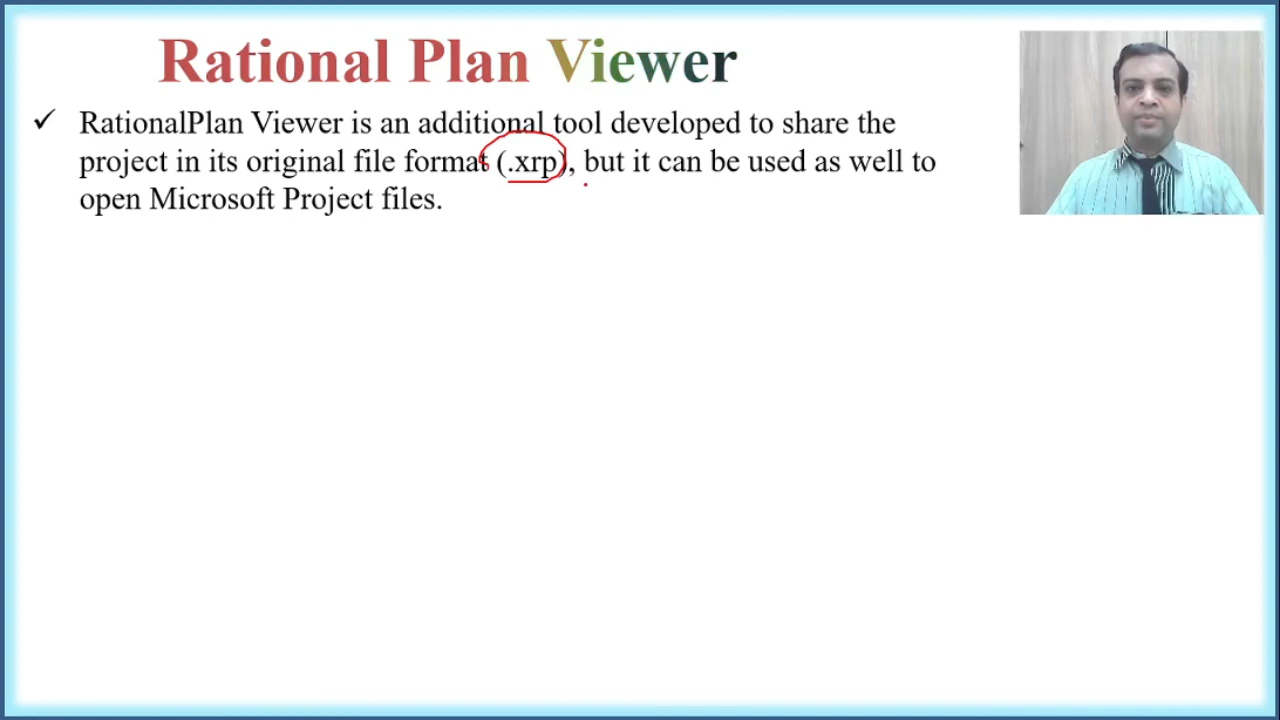 Rational Plan Viewer
✓ RationalPlan Viewer is an additional tool developed to share the
project in its original file format (.xrp), but it can be used as well to
open Microsoft Project files.